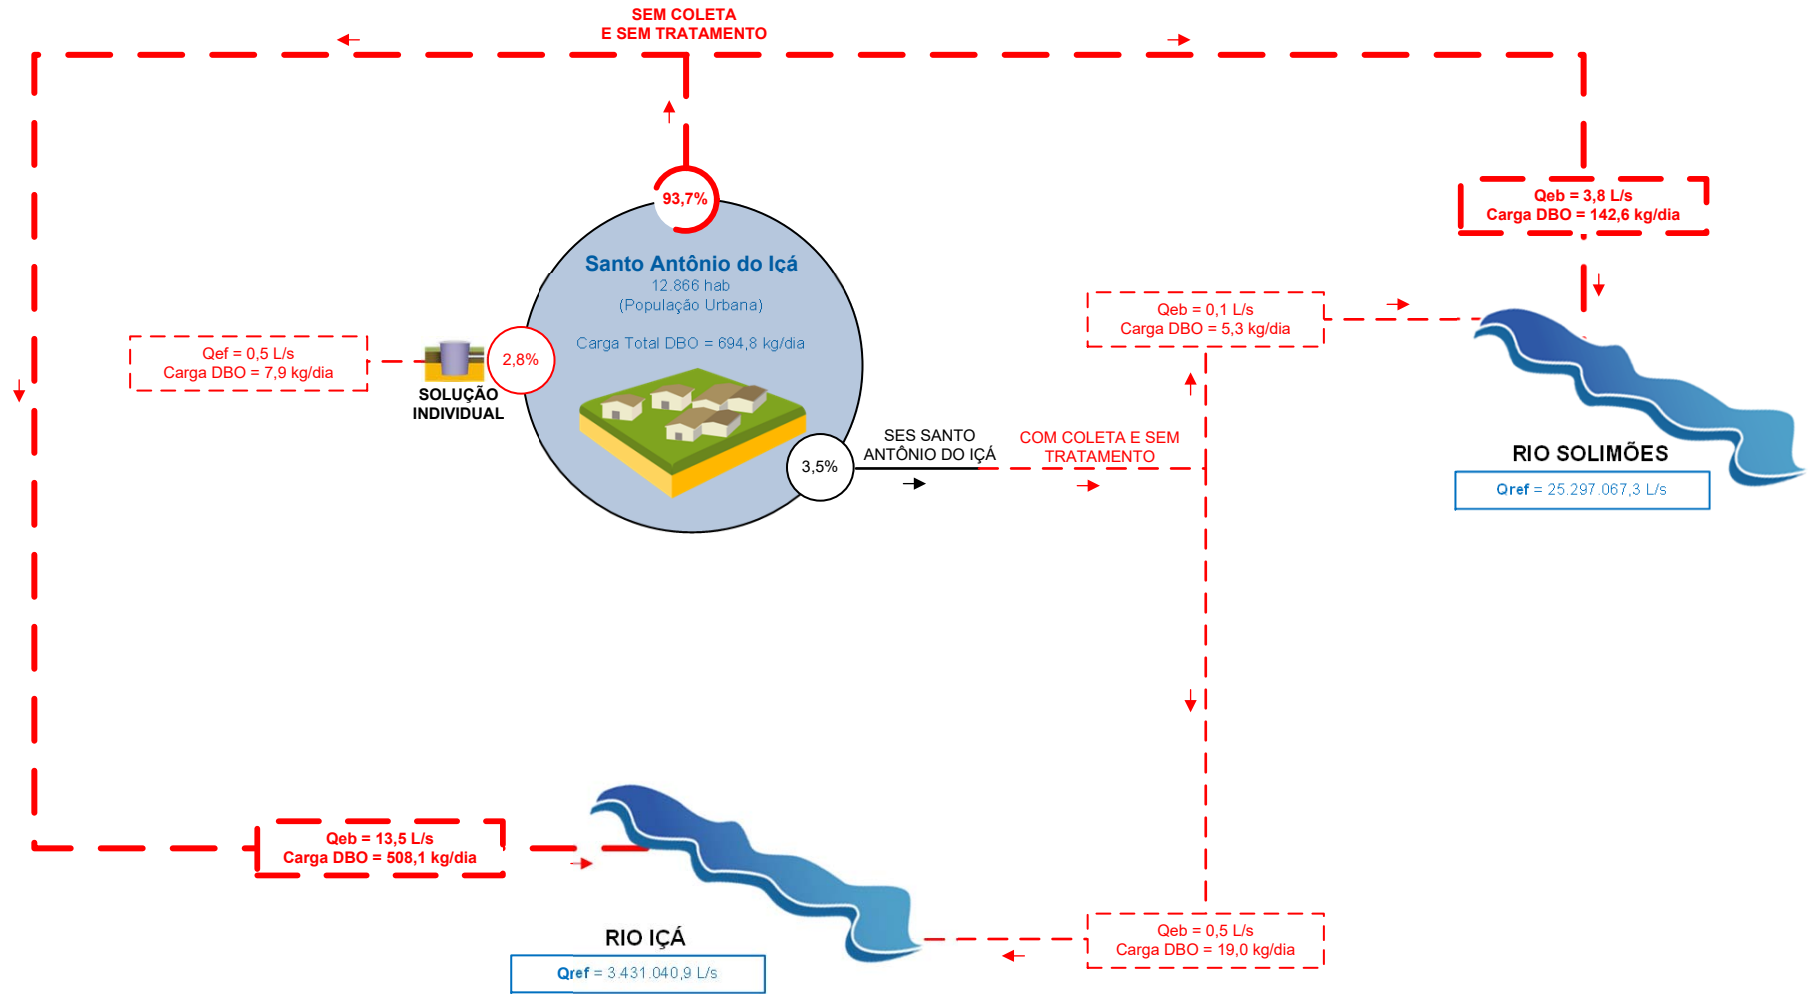 SEM COLETA
E SEM TRATAMENTO
93,7%
Qeb = 3,8 L/s
Carga DBO = 142,6 kg/dia
Santo Antônio do Içá
12.866 hab
(População Urbana)
Carga Total DBO = 694,8 kg/dia
Qeb = 0,1 L/s
Carga DBO = 5,3 kg/dia
Qef = 0,5 L/s
Carga DBO = 7,9 kg/dia
2,8%
SOLUÇÃO
INDIVIDUAL
3,5%
SES SANTO
ANTÔNIO DO IÇÁ
COM COLETA E SEM
TRATAMENTO
RIO SOLIMÕES
Qref = 25.297.067,3 L/s
Qeb = 13,5 L/s
Carga DBO = 508,1 kg/dia
RIO IÇÁ
Qref = 3.431.040,9 L/s
Qeb = 0,5 L/s
Carga DBO = 19,0 kg/dia